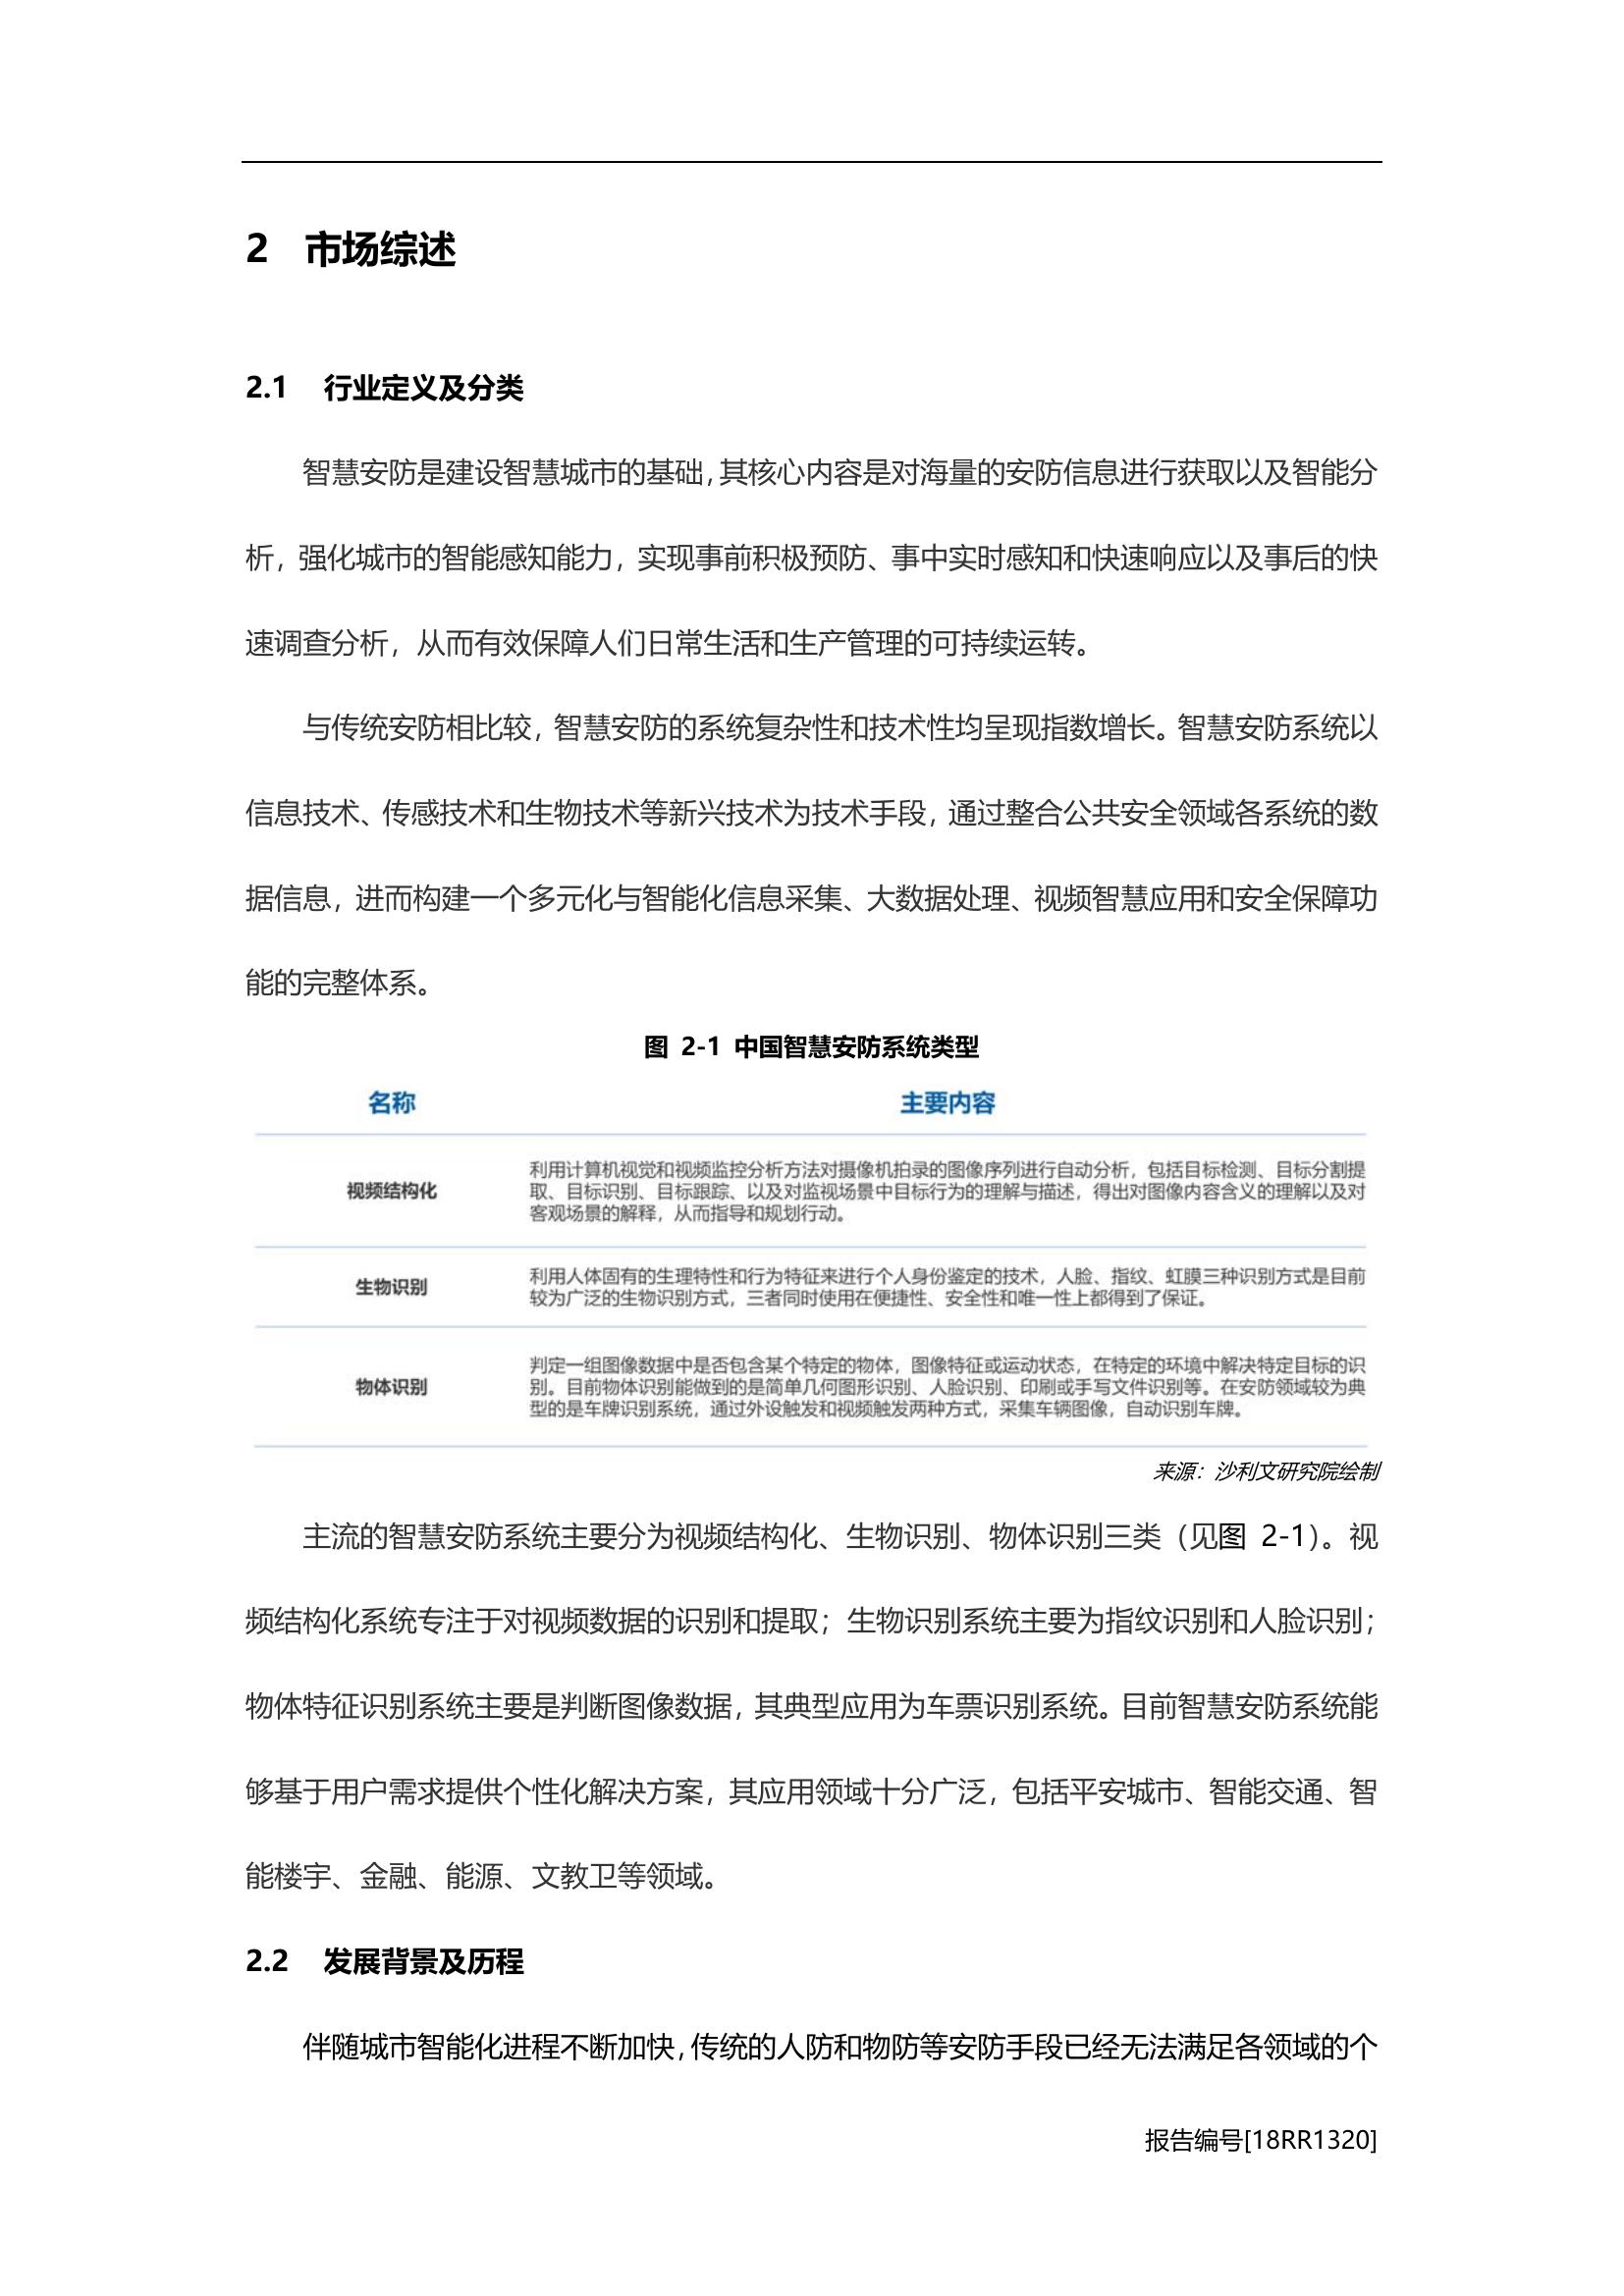 2 市场综述
2.1 行业定义及分类
智慧安防是建设智慧城市的基础，其核心内容是对海量的安防信息进行获取以及智能分
析，强化城市的智能感知能力，实现事前积极预防、事中实时感知和快速响应以及事后的快
速调查分析，从而有效保障人们日常生活和生产管理的可持续运转。
与传统安防相比较，智慧安防的系统复杂性和技术性均呈现指数增长。智慧安防系统以
信息技术、传感技术和生物技术等新兴技术为技术手段，通过整合公共安全领域各系统的数
据信息，进而构建一个多元化与智能化信息采集、大数据处理、视频智慧应用和安全保障功
能的完整体系。
图 2-1 中国智慧安防系统类型
名称 主要内容
视频结构化
利用计算机视觉和视频监控分析方法对摄像机拍录的图像序列进行自动分析，包括目标检测、目标分割提
取、目标识别、目标跟踪、以及对监视场景中目标行为的理解与描述，得出对图像内容含义的理解以及对
客观场景的解释，从而指导和规划行动。
生物识别
利用人体固有的生理特性和行为特征来进行个人身份鉴定的技术，人脸、指纹、虹膜三种识别方式是目前
较为广泛的生物识别方式，三者同时使用在便捷性、安全性和唯一性上都得到了保证。
物体识别
判定一组图像数据中是否包含某个特定的物体，图像特征或运动状态，在特定的环境中解决特定目标的识
别。目前物体识别能做到的是简单几何图形识别、人脸识别、印刷或手写文件识别等。在安防领域较为典
型的是车牌识别系统，通过外设触发和视频触发两种方式，采集车辆图像，自动识别车牌。
来源：沙利文研究院绘制
主流的智慧安防系统主要分为视频结构化、生物识别、物体识别三类（见图 2-1）。视
频结构化系统专注于对视频数据的识别和提取；生物识别系统主要为指纹识别和人脸识别；
物体特征识别系统主要是判断图像数据，其典型应用为车票识别系统。目前智慧安防系统能
够基于用户需求提供个性化解决方案，其应用领域十分广泛，包括平安城市、智能交通、智
能楼宇、金融、能源、文教卫等领域。
2.2 发展背景及历程
伴随城市智能化进程不断加快，传统的人防和物防等安防手段已经无法满足各领域的个
报告编号[18RR1320]